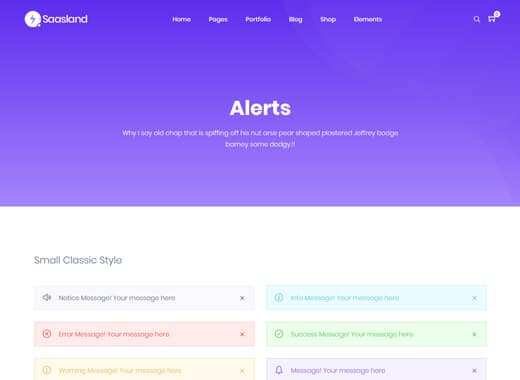 Saasland
Home Pages Portfolio Blog Shop Elements
0
Alerts
Why I say old chap that is spiffing off his nut arse pear shaped plastered Jeffrey bodge
barney some dodgy.!!
Small Classic Style
Notice Message! Your message here × Info Message! Your message here ×
Error Message! Your message here × Success Message! Your message here ×
Warning Message! Your message here × Message! Your message here ×